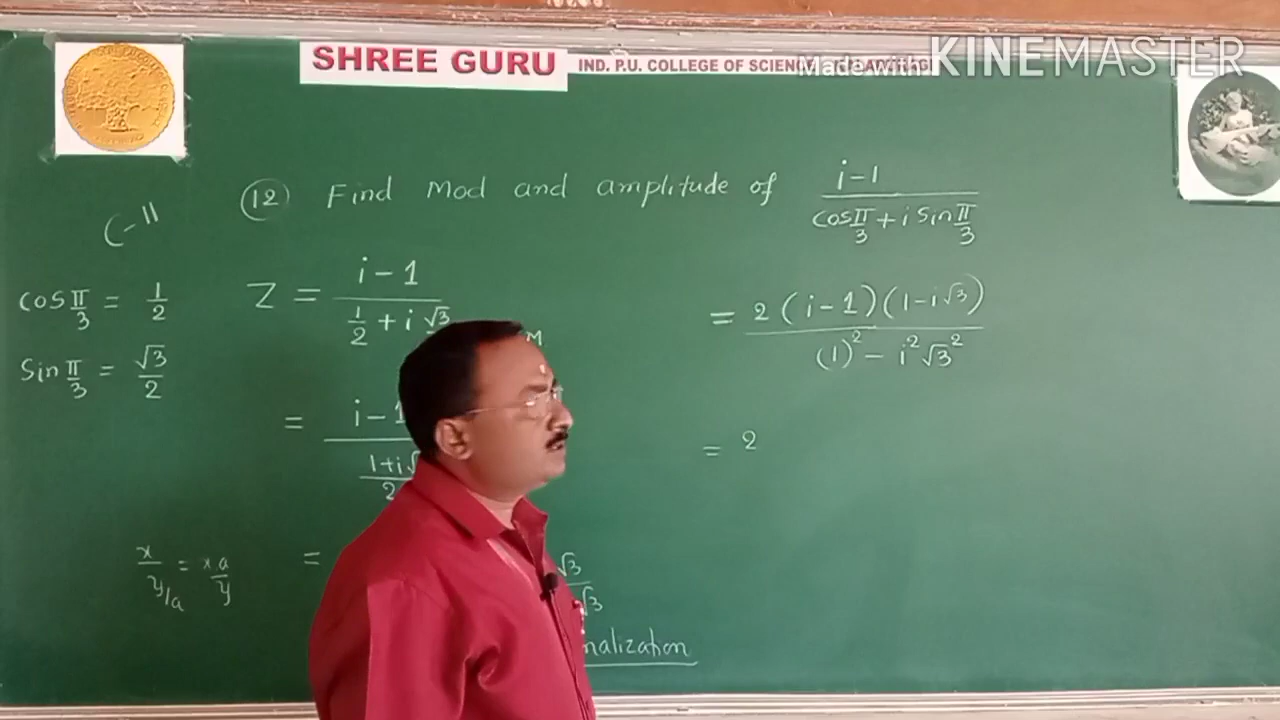 SHREE GURU IND. P.U. COLLEGE OF SCIENCE
Made with KINEMASTER
(12) Find Mod and amplitude of (i-1)/(cos π/3 + i Sin π/3)
C-11
cos π/3 = 1/2
Sin π/3 = √3/2
Z = (i-1)/(1/2 + i √3
= i-1
1+i√
2
x/(y/a) = x a/y
=
√3
√3
nalization
= 2(i-1)(1-i√3)/((1)² - i²√3²)
= 2